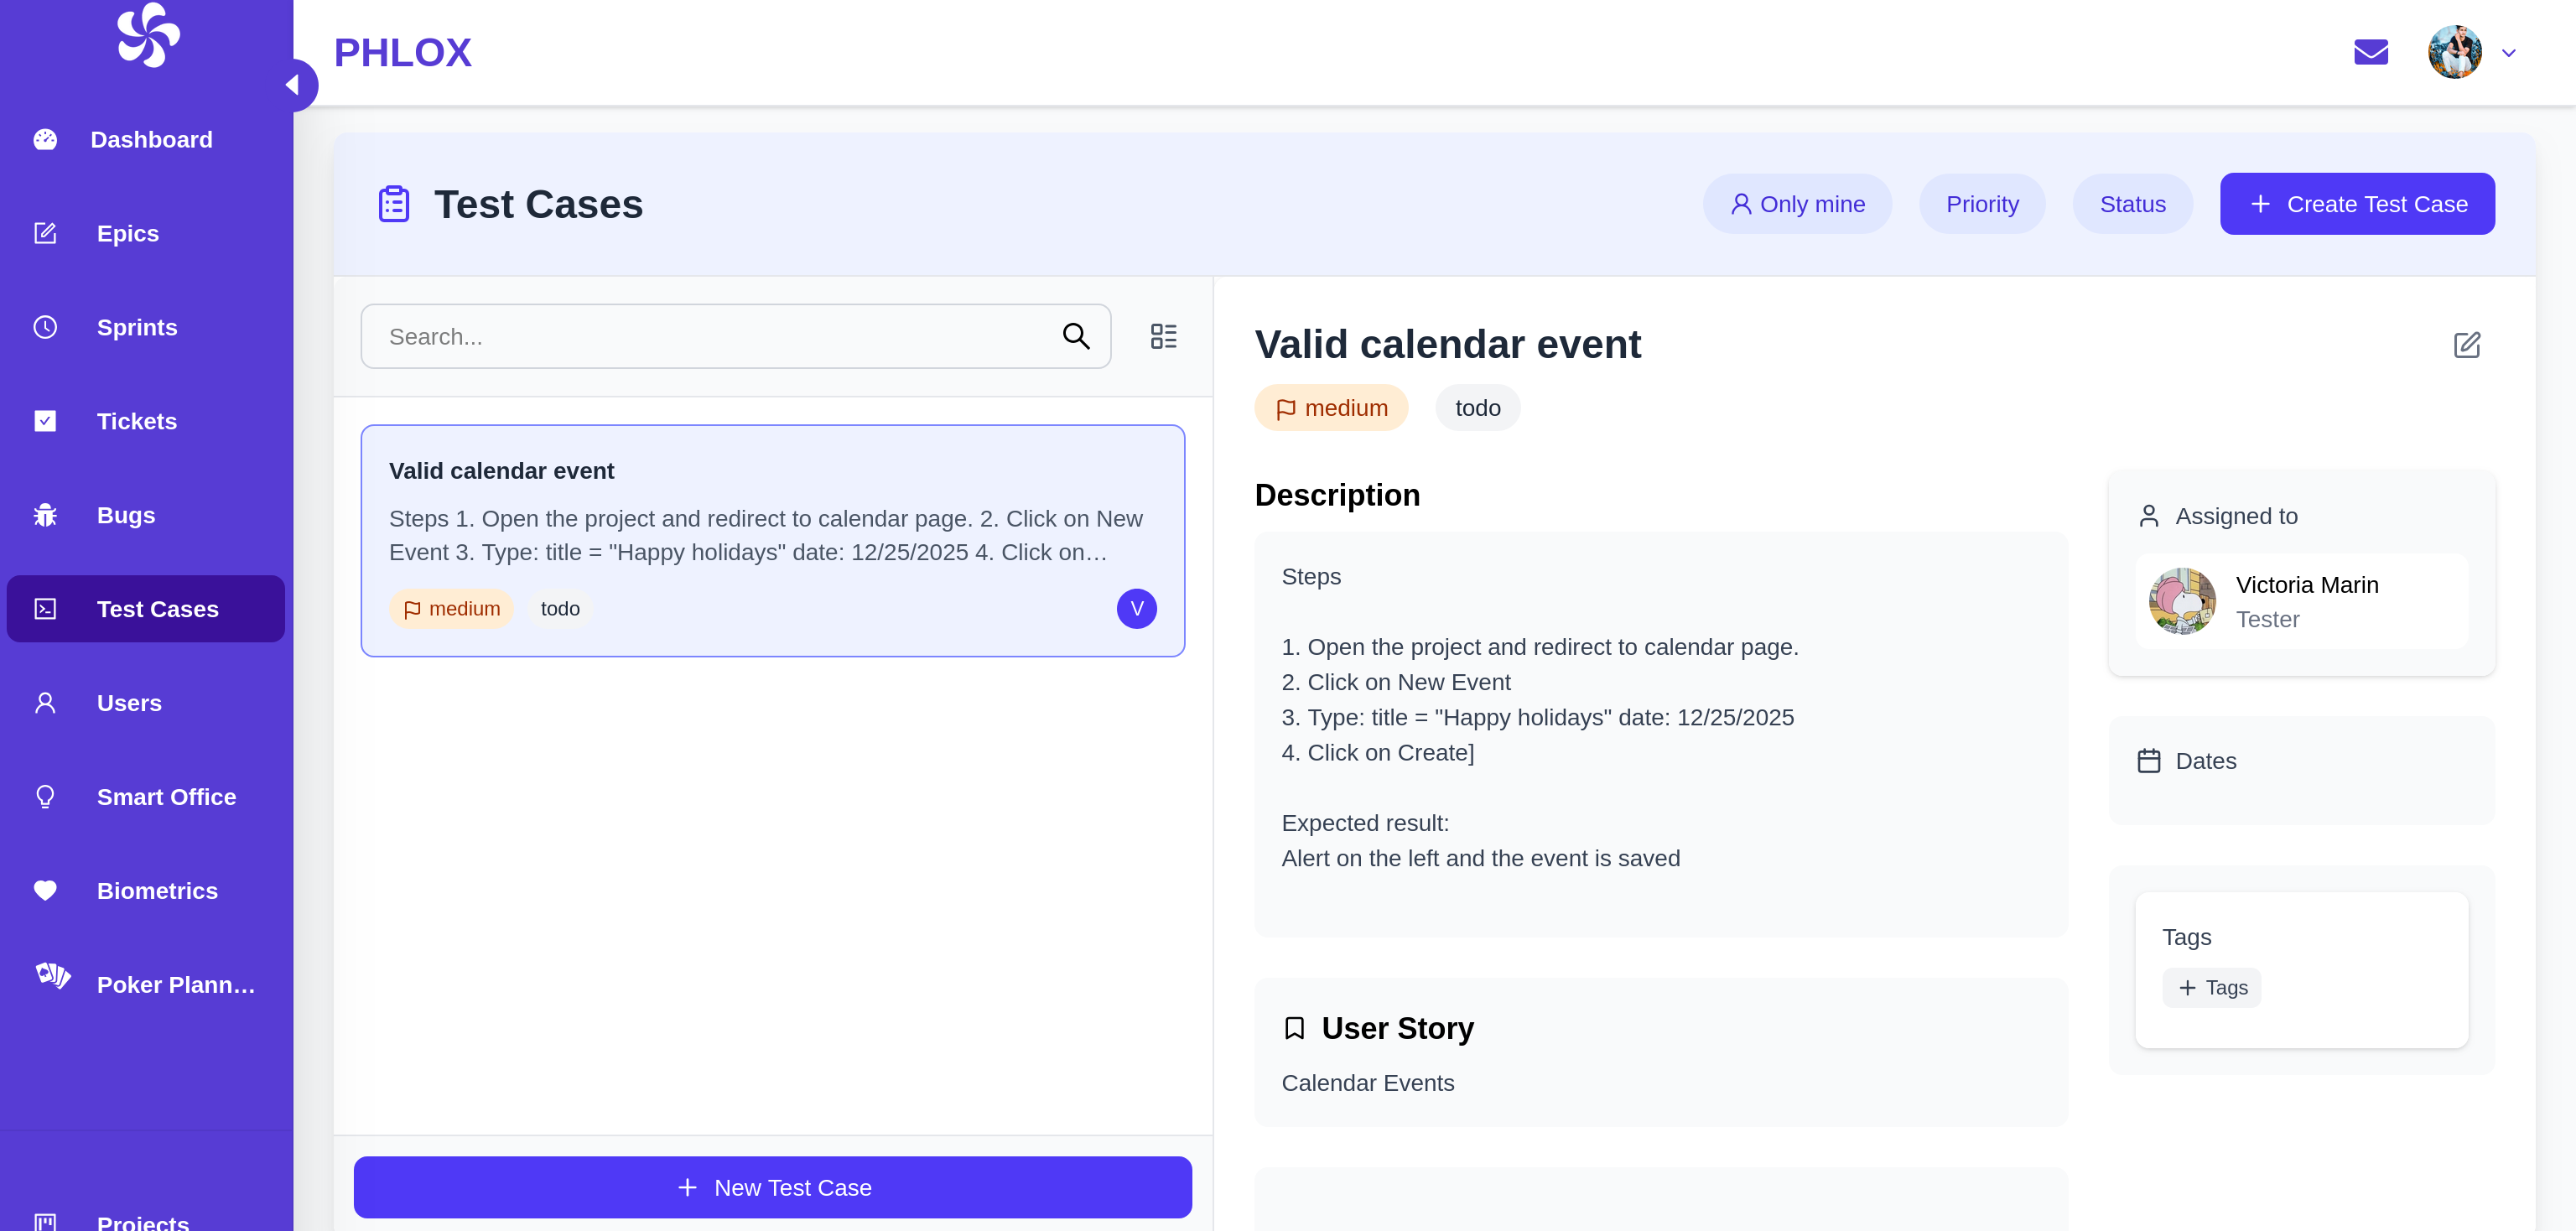 PHLOX
Dashboard
Epics
Sprints
Tickets
Bugs
Test Cases
Users
Smart Office
Biometrics
Poker Plann…
Projects
Test Cases
Only mine
Priority
Status
Create Test Case
Search...
Valid calendar event
Steps 1. Open the project and redirect to calendar page. 2. Click on New
Event 3. Type: title = "Happy holidays" date: 12/25/2025 4. Click on…
medium
todo
V
New Test Case
Valid calendar event
medium
todo
Description
Steps
1. Open the project and redirect to calendar page.
2. Click on New Event
3. Type: title = "Happy holidays" date: 12/25/2025
4. Click on Create]
Expected result:
Alert on the left and the event is saved
User Story
Calendar Events
Assigned to
Victoria Marin
Tester
Dates
Tags
Tags